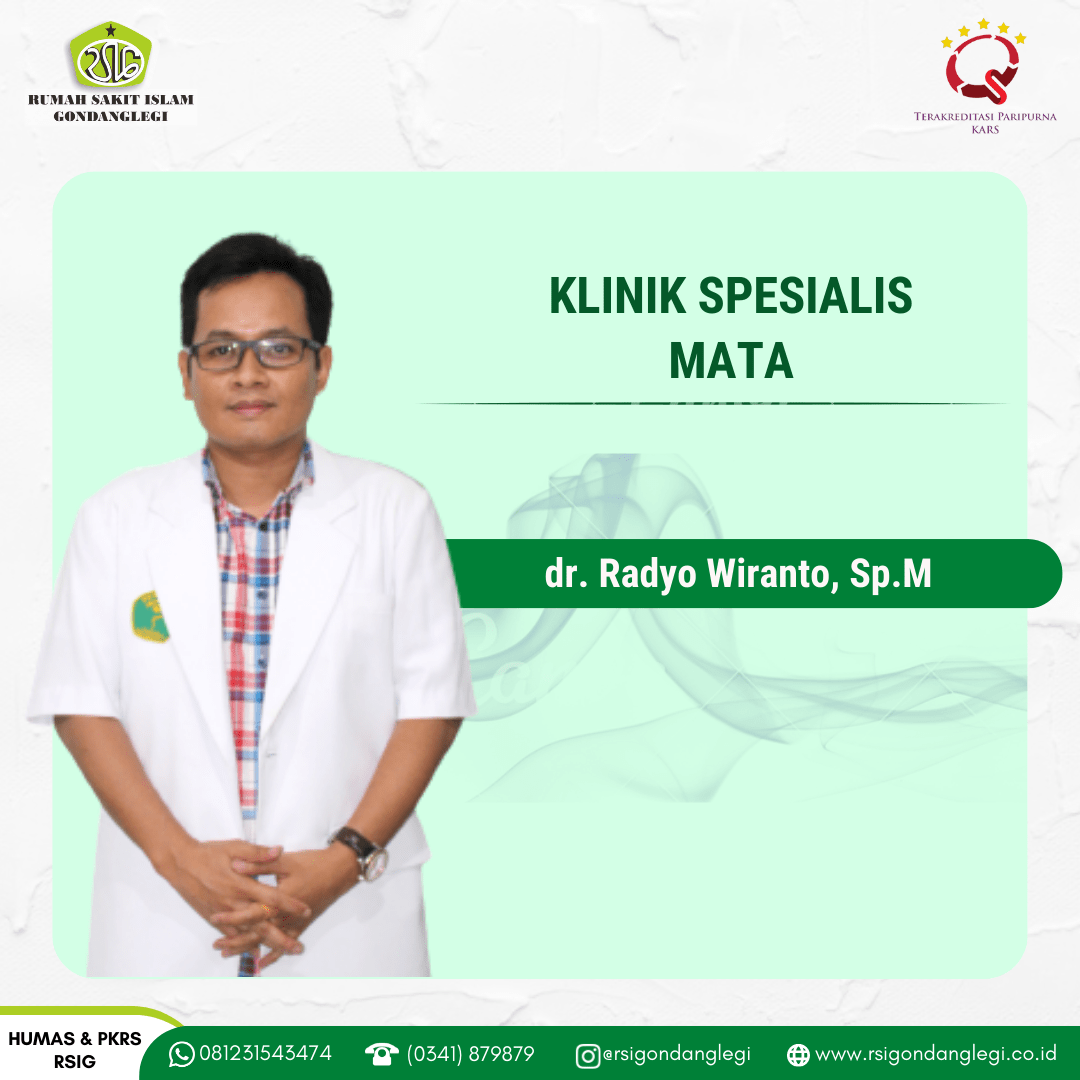 RUMAH SAKIT ISLAM
GONDANGLEGI
TERAKREDITASI PARIPURNA
KARS
KLINIK SPESIALIS
MATA
dr. Radyo Wiranto, Sp.M
HUMAS & PKRS
RSIG
081231543474
(0341) 879879
@rsigondanglegi
www.rsigondanglegi.co.id